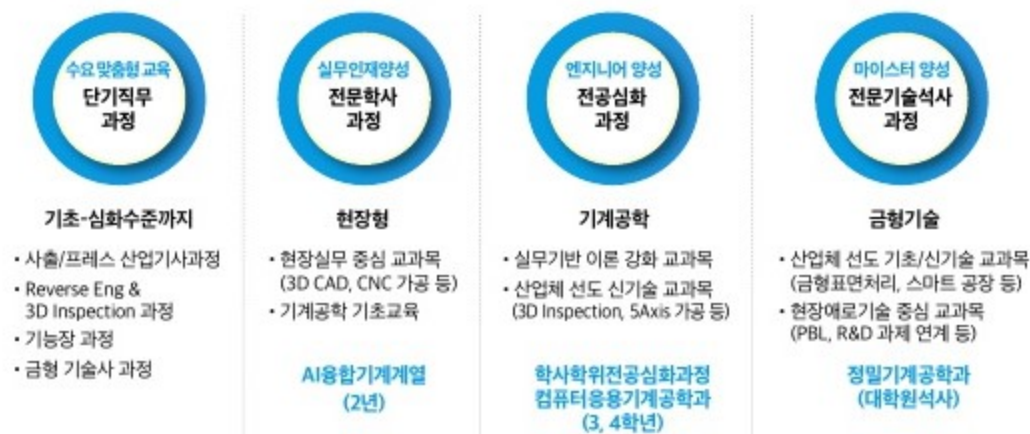 수요 맞춤형 교육
단기직무
과정
기초-심화수준까지
• 사출/프레스 산업기사과정
• Reverse Eng &
3D Inspection 과정
• 기능장 과정
• 금형 기술사 과정
실무인재양성
전문학사
과정
현장형
• 현장실무 중심 교과목
(3D CAD, CNC 가공 등)
• 기계공학 기초교육
AI융합기계계열
(2년)
엔지니어 양성
전공심화
과정
기계공학
• 실무기반 이론 강화 교과목
• 산업체 선도 신기술 교과목
(3D Inspection, 5Axis 가공 등)
학사학위전공심화과정
컴퓨터응용기계공학과
(3, 4학년)
마이스터 양성
전문기술석사
과정
금형기술
• 산업체 선도 기초/신기술 교과목
(금형표면처리, 스마트 공장 등)
• 현장애로기술 중심 교과목
(PBL, R&D 과제 연계 등)
정밀기계공학과
(대학원석사)